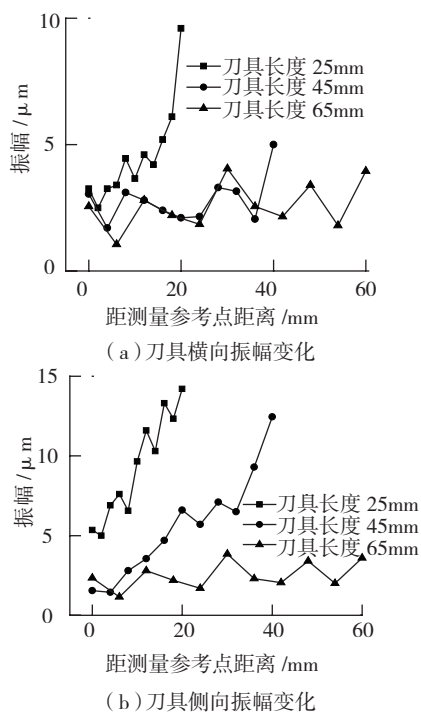 10
刀具长度 25mm
刀具长度 45mm
刀具长度 65mm
5
振幅/μm
0
0 20 40 60
距测量参考点距离/mm
(a)刀具横向振幅变化
15
10
振幅/μm
刀具长度 25mm
刀具长度 45mm
刀具长度 65mm
5
0
0 20 40 60
距测量参考点距离/mm
(b)刀具侧向振幅变化